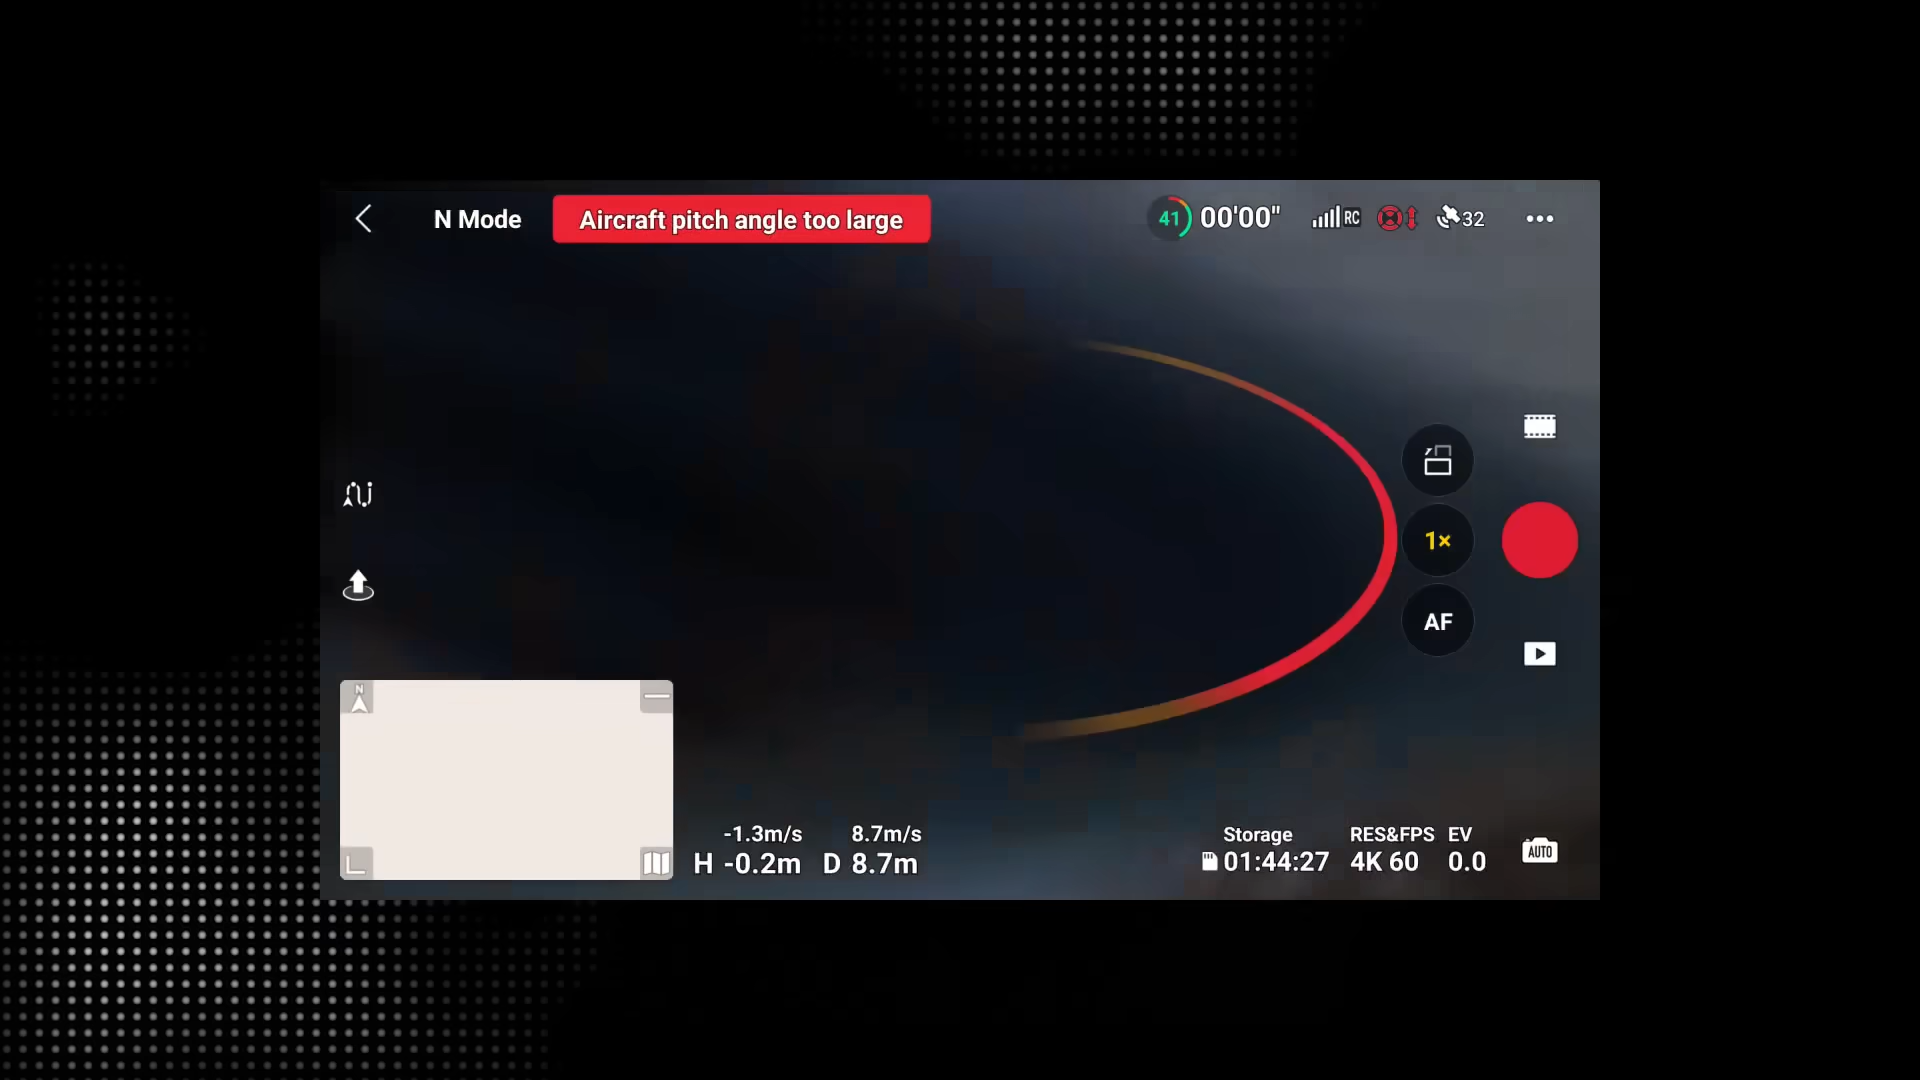 N Mode
Aircraft pitch angle too large
41
00'00"
RC
32
1×
AF
N
-1.3m/s
8.7m/s
H -0.2m
D 8.7m
Storage
01:44:27
RES&FPS
4K 60
EV
0.0
AUTO